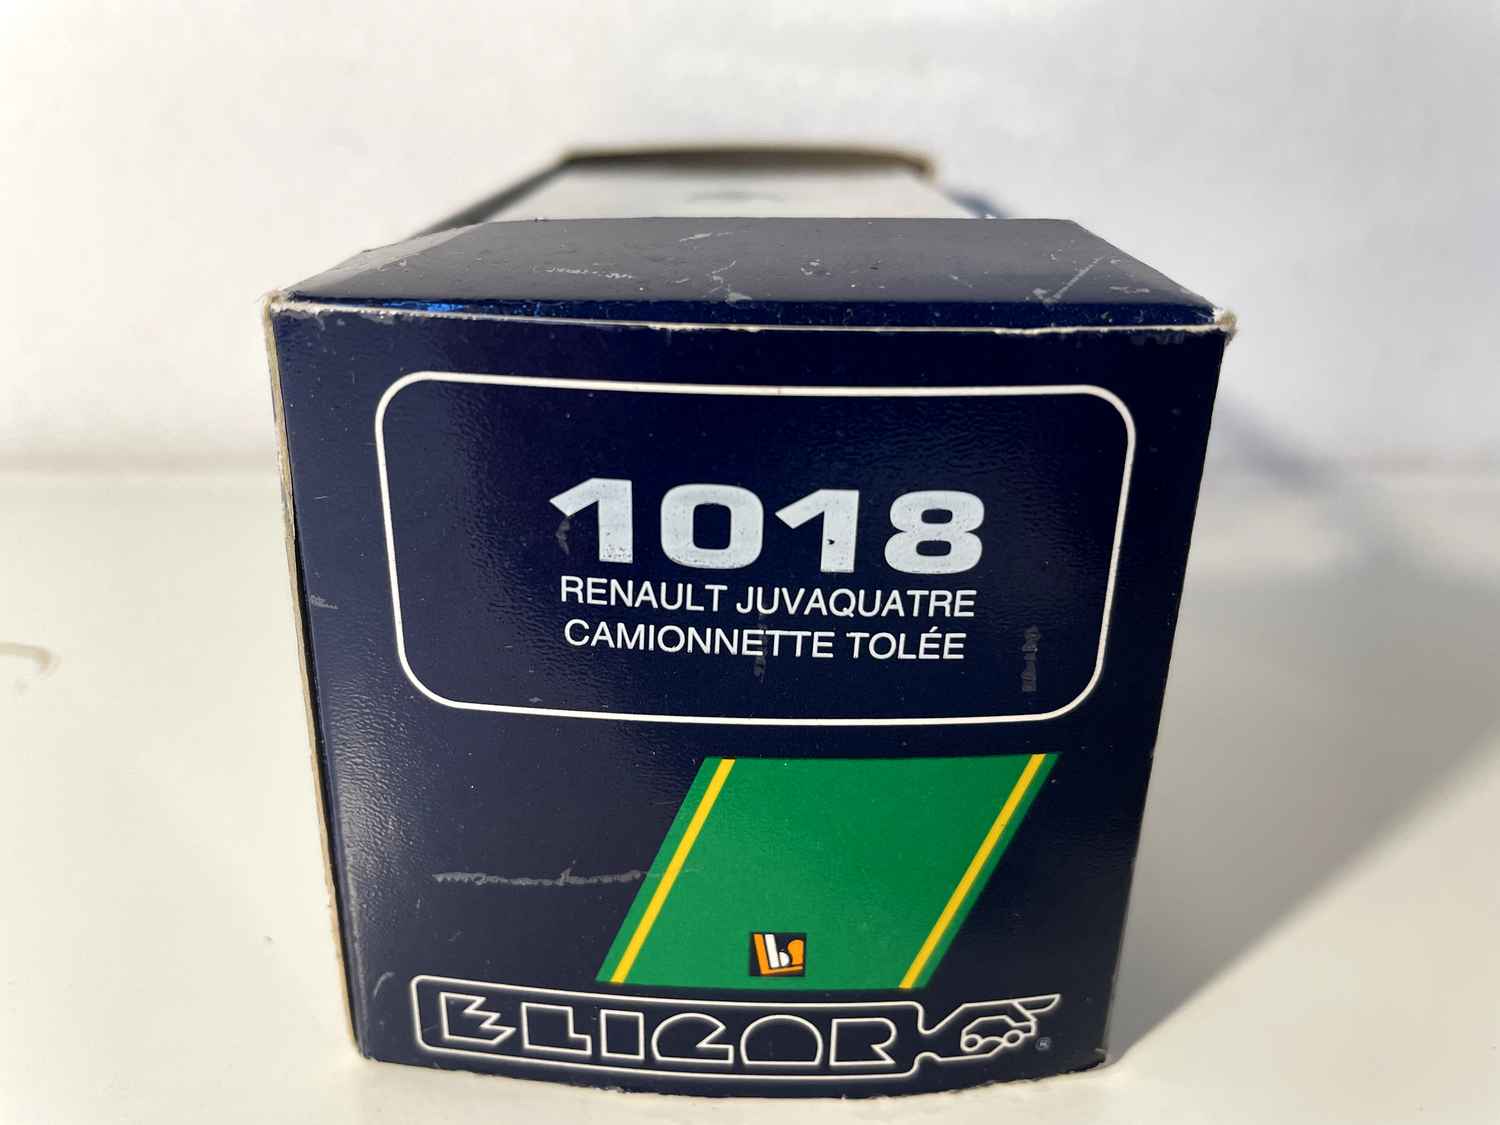 1018
RENAULT JUVAQUATRE
CAMIONNETTE TOLÉE
ELIGOR